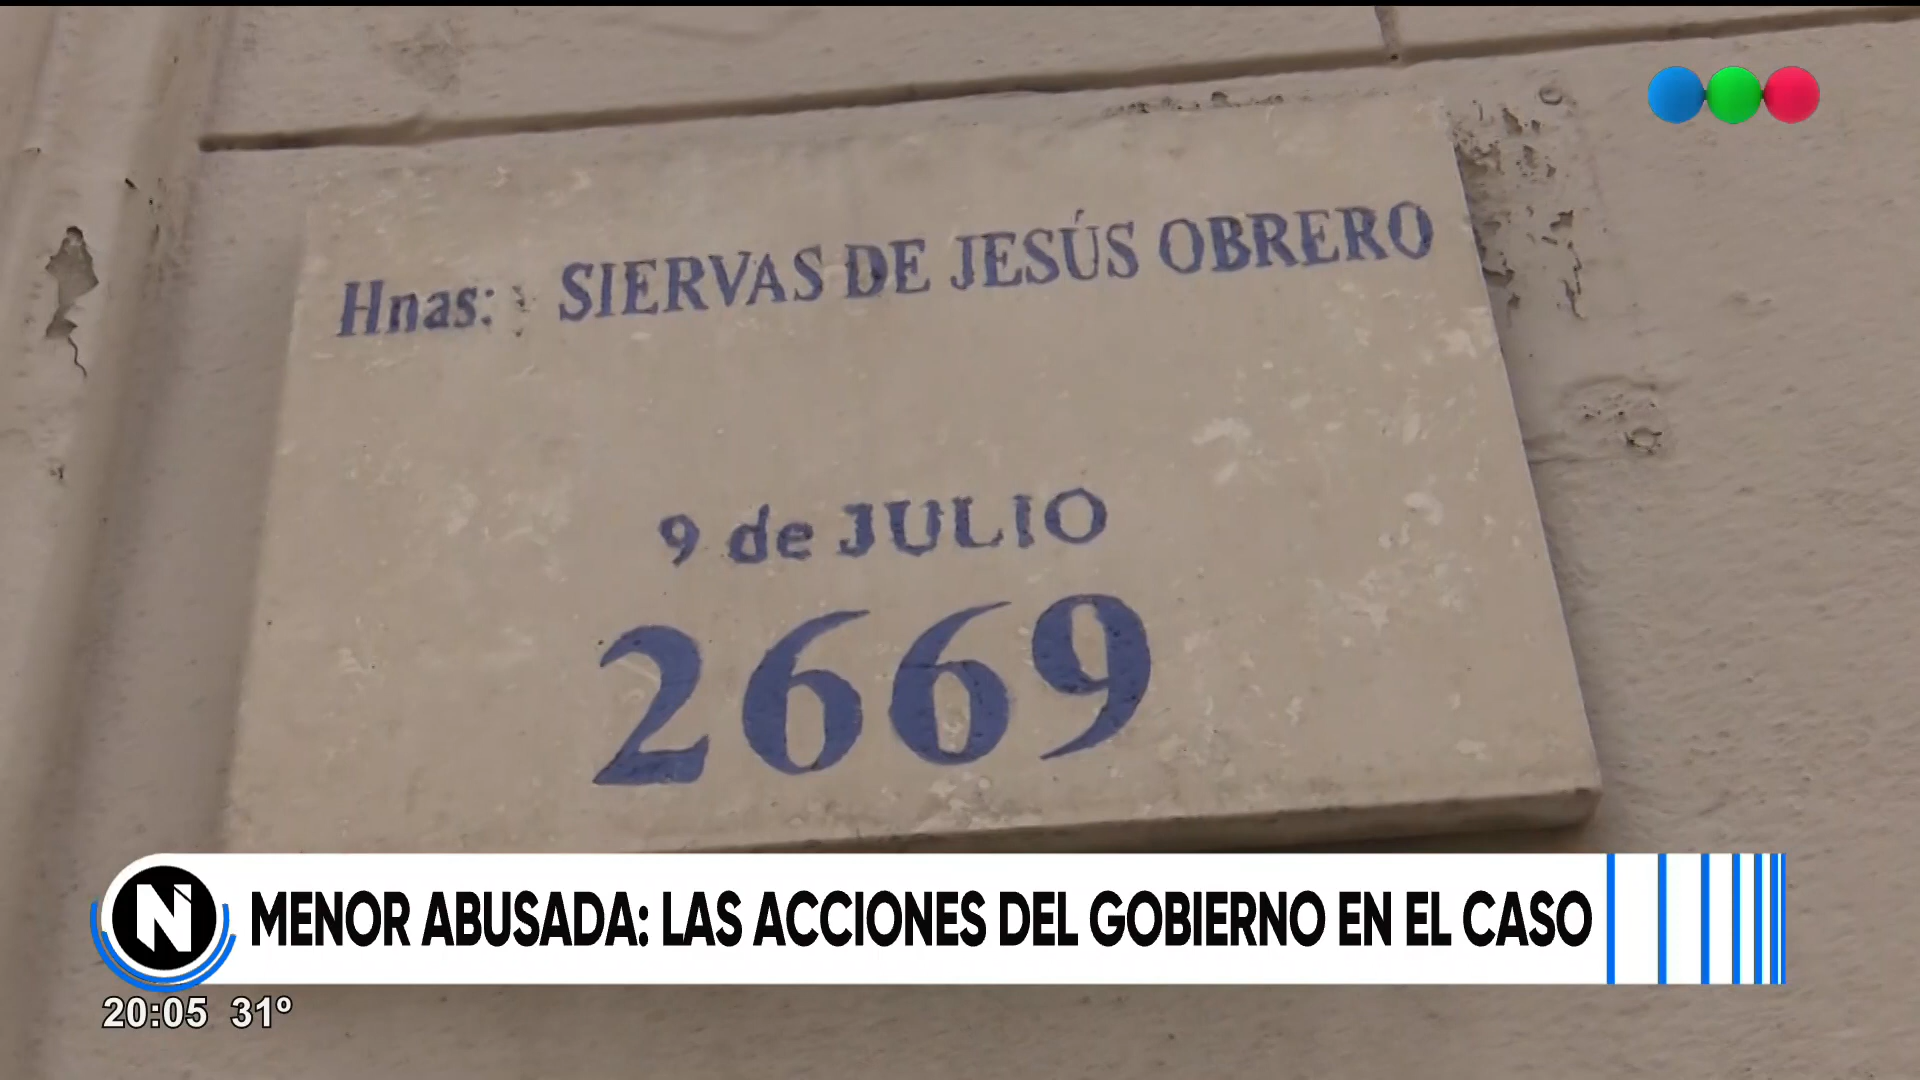 Hnas: SIERVAS DE JESÚS OBRERO
9 de JULIO
2669
N MENOR ABUSADA: LAS ACCIONES DEL GOBIERNO EN EL CASO
20:05 31º